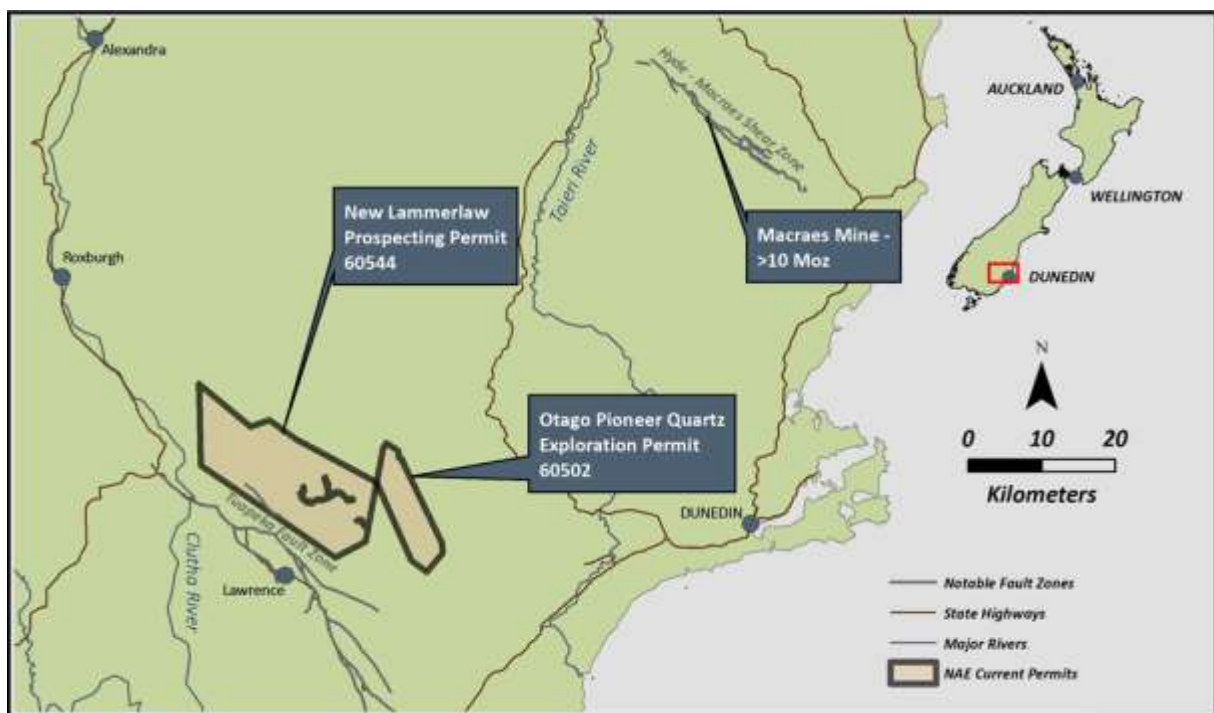 Alexandra
Hyde - Macraes Shear Zone
AUCKLAND
WELLINGTON
DUNEDIN
Taieri River
New Lammerlaw
Prospecting Permit
60544
Macraes Mine -
>10 Moz
Roxburgh
N
0 10 20
Kilometers
Otago Pioneer Quartz
Exploration Permit
60502
DUNEDIN
Tuapeka Fault Zone
Clutha River
Lawrence
Notable Fault Zones
State Highways
Major Rivers
NAE Current Permits